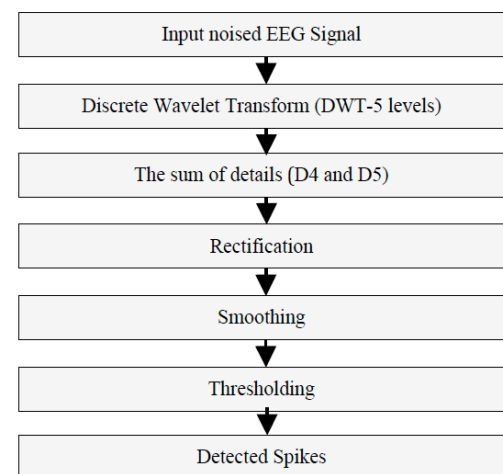 Input noised EEG Signal
Discrete Wavelet Transform (DWT-5 levels)
The sum of details (D4 and D5)
Rectification
Smoothing
Thresholding
Detected Spikes